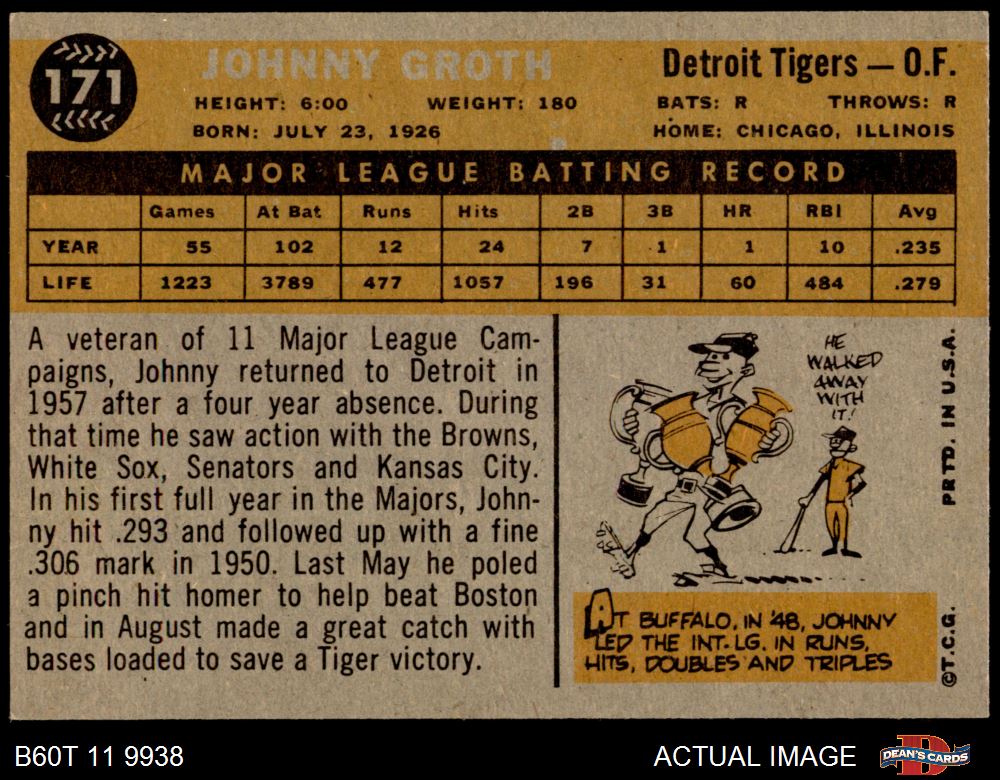 171
JOHNNY GROTH
Detroit Tigers — O.F.
HEIGHT: 6:00 WEIGHT: 180 BATS: R THROWS: R
BORN: JULY 23, 1926 HOME: CHICAGO, ILLINOIS
MAJOR LEAGUE BATTING RECORD
Games At Bat Runs Hits 2B 3B HR RBI Avg
YEAR 55 102 12 24 7 1 1 10 .235
LIFE 1223 3789 477 1057 196 31 60 484 .279
A veteran of 11 Major League Cam-
paigns, Johnny returned to Detroit in
1957 after a four year absence. During
that time he saw action with the Browns,
White Sox, Senators and Kansas City.
In his first full year in the Majors, John-
ny hit .293 and followed up with a fine
.306 mark in 1950. Last May he poled
a pinch hit homer to help beat Boston
and in August made a great catch with
bases loaded to save a Tiger victory.
HE
WALKED
AWAY
WITH
IT!
AT BUFFALO, IN '48, JOHNNY
LED THE INT. LG. IN RUNS,
HITS, DOUBLES AND TRIPLES
©T.C.G. PRTD. IN U.S.A.
B60T 11 9938
ACTUAL IMAGE
DEAN'S CARDS